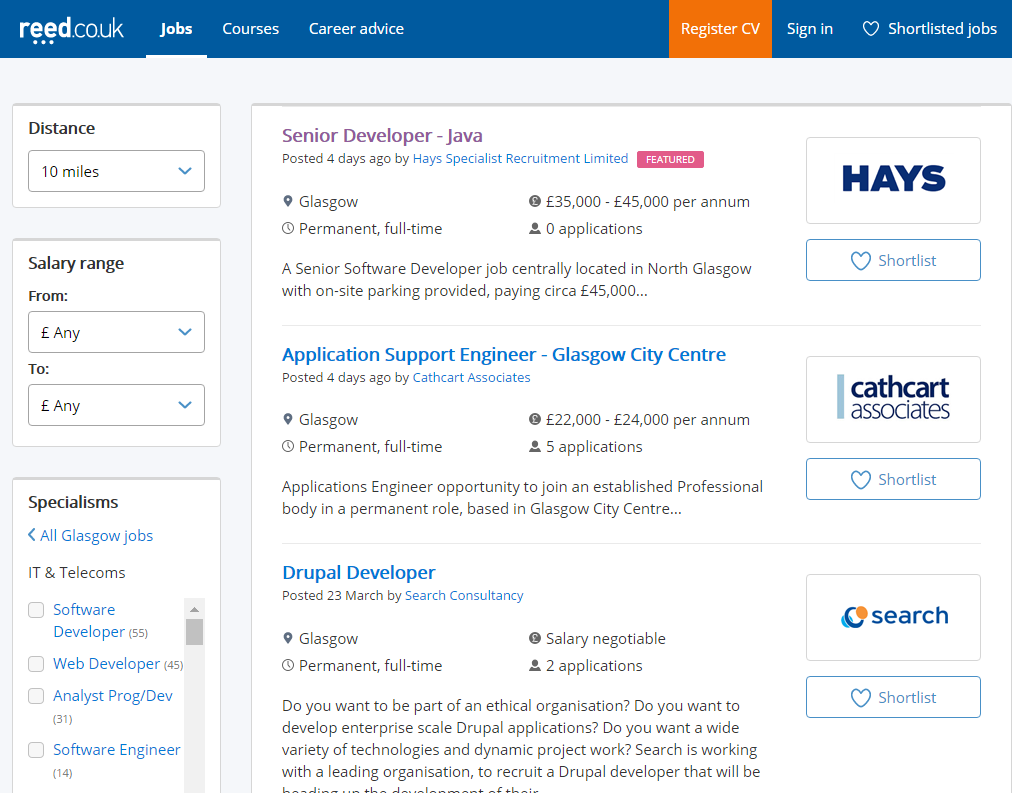 reed.co.uk Jobs Courses Career advice Register CV Sign in Shortlisted jobs
Distance
10 miles
Salary range
From:
£ Any
To:
£ Any
Specialisms
All Glasgow jobs
IT & Telecoms
Software
Developer (55)
Web Developer (45)
Analyst Prog/Dev
(31)
Software Engineer
(14)
Senior Developer - Java
Posted 4 days ago by Hays Specialist Recruitment Limited FEATURED
Glasgow £35,000 - £45,000 per annum
Permanent, full-time 0 applications
A Senior Software Developer job centrally located in North Glasgow
with on-site parking provided, paying circa £45,000...
HAYS
Shortlist
Application Support Engineer - Glasgow City Centre
Posted 4 days ago by Cathcart Associates
Glasgow £22,000 - £24,000 per annum
Permanent, full-time 5 applications
Applications Engineer opportunity to join an established Professional
body in a permanent role, based in Glasgow City Centre...
cathcart
associates
Shortlist
Drupal Developer
Posted 23 March by Search Consultancy
Glasgow Salary negotiable
Permanent, full-time 2 applications
Do you want to be part of an ethical organisation? Do you want to
develop enterprise scale Drupal applications? Do you want a wide
variety of technologies and dynamic project work? Search is working
with a leading organisation, to recruit a Drupal developer that will be
heading up the development of their
search
Shortlist